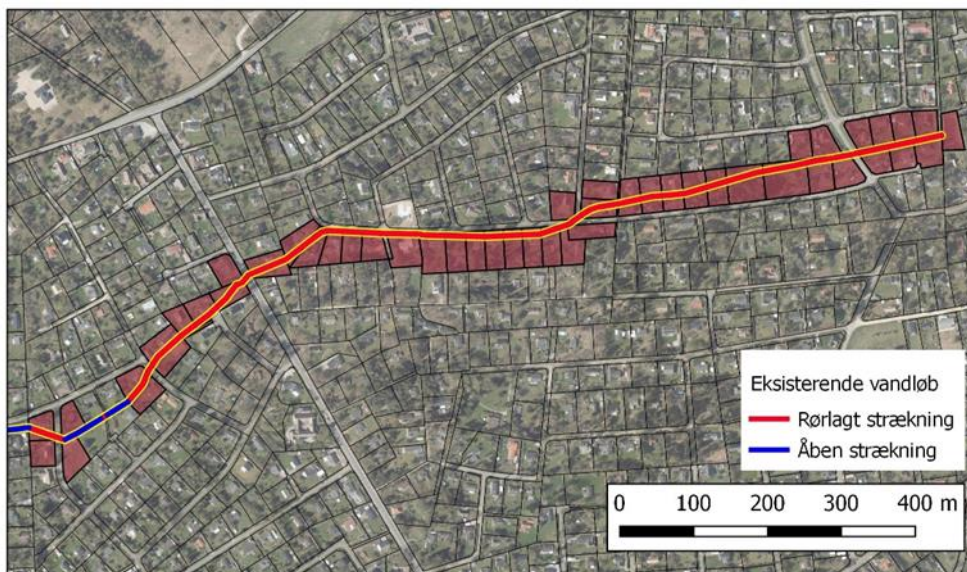 Eksisterende vandløb
Rørlagt strækning
Åben strækning
0 100 200 300 400 m